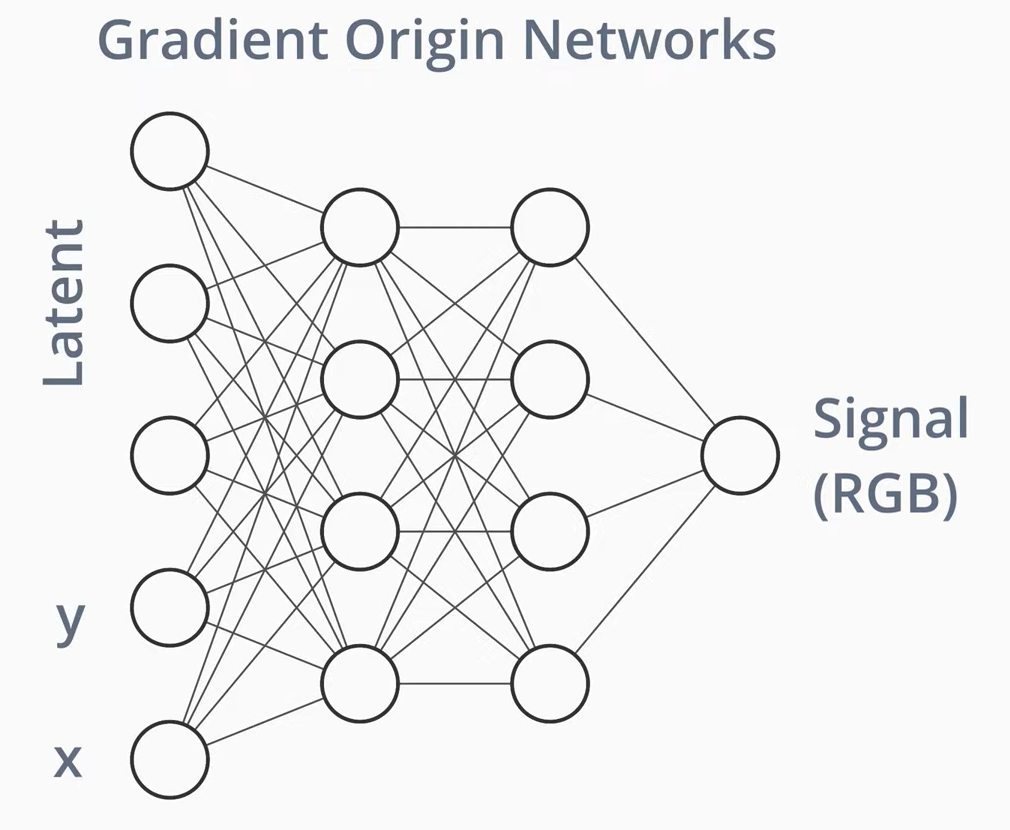 Gradient Origin Networks
Latent
y
x
Signal
(RGB)